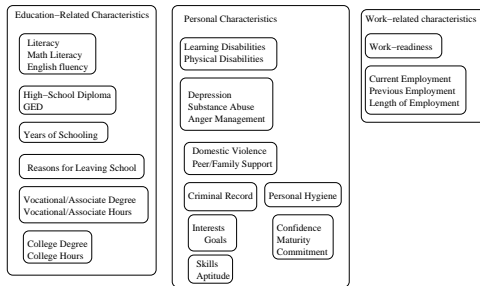 Education-Related Characteristics
Literacy
Math Literacy
English fluency
High-School Diploma
GED
Years of Schooling
Reasons for Leaving School
Vocational/Associate Degree
Vocational/Associate Hours
College Degree
College Hours
Personal Characteristics
Learning Disabilities
Physical Disabilities
Depression
Substance Abuse
Anger Management
Domestic Violence
Peer/Family Support
Criminal Record
Personal Hygiene
Interests
Goals
Confidence
Maturity
Commitment
Skills
Aptitude
Work-related characteristics
Work-readiness
Current Employment
Previous Employment
Length of Employment